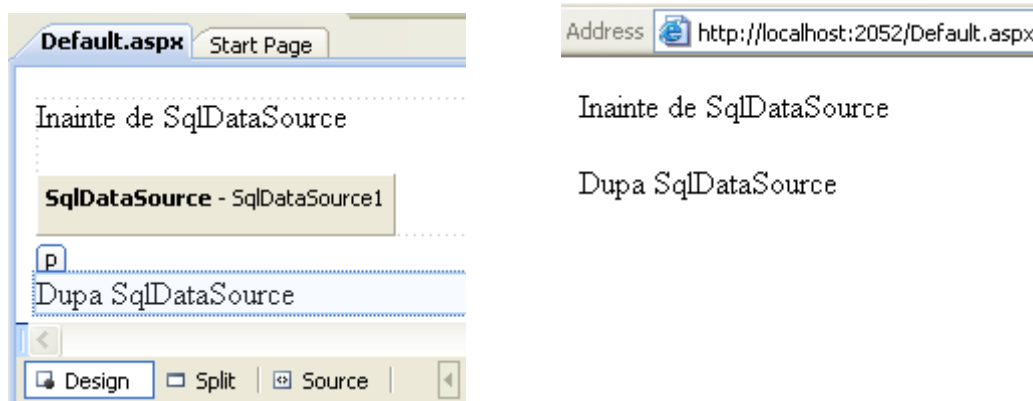 Default.aspx Start Page
Inainte de SqlDataSource
SqlDataSource - SqlDataSource1
p
Dupa SqlDataSource
Design Split Source
Address http://localhost:2052/Default.aspx
Inainte de SqlDataSource
Dupa SqlDataSource